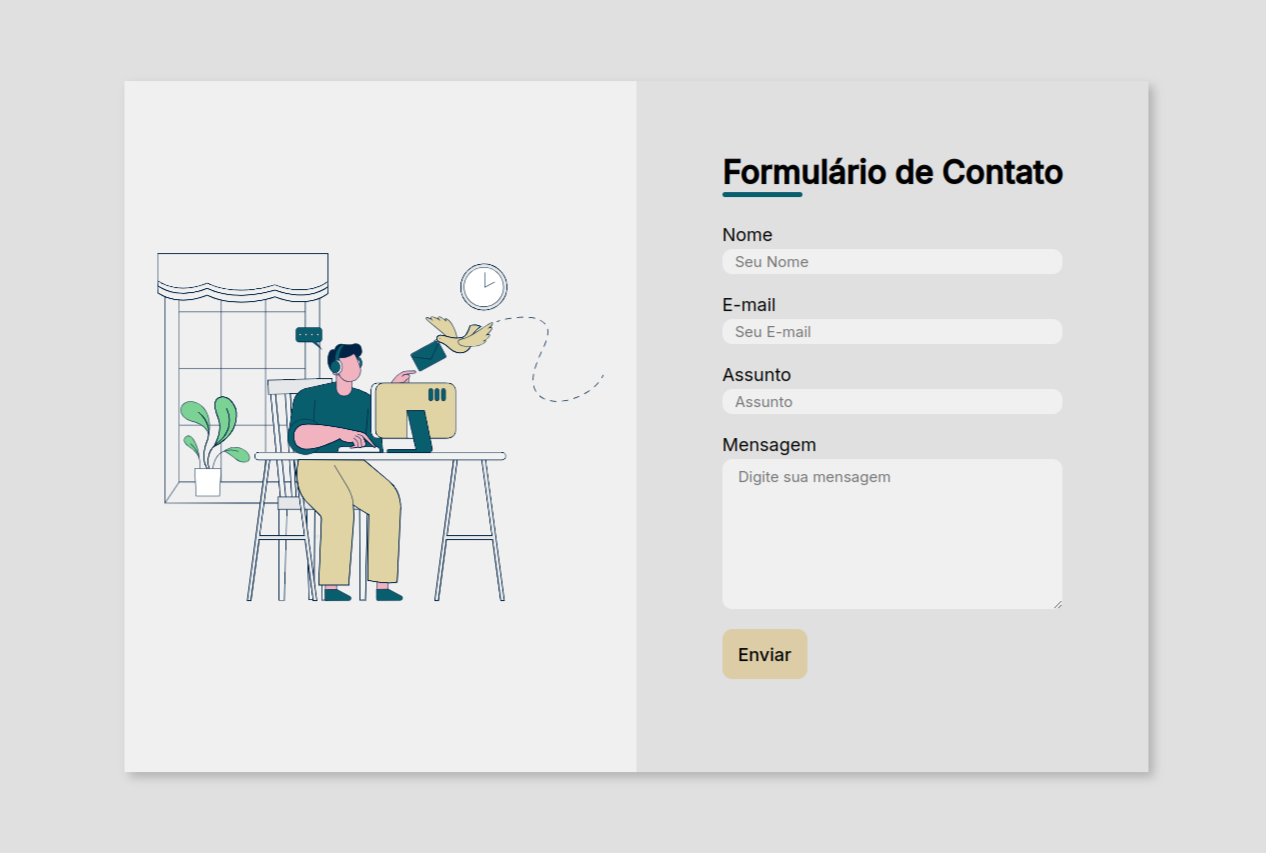 Formulário de Contato
Nome
Seu Nome
E-mail
Seu E-mail
Assunto
Assunto
Mensagem
Digite sua mensagem
Enviar